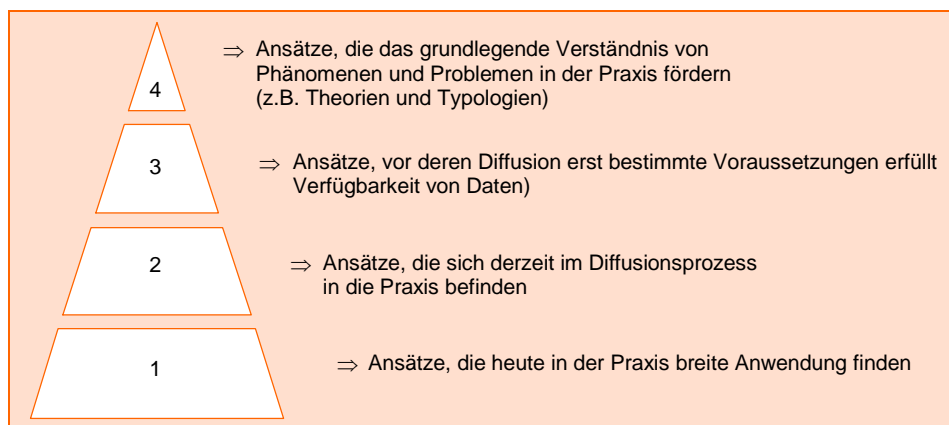 ⇒ Ansätze, die das grundlegende Verständnis von
Phänomenen und Problemen in der Praxis fördern
(z.B. Theorien und Typologien)
4
⇒ Ansätze, vor deren Diffusion erst bestimmte Voraussetzungen erfüllt
Verfügbarkeit von Daten)
3
⇒ Ansätze, die sich derzeit im Diffusionsprozess
in die Praxis befinden
2
⇒ Ansätze, die heute in der Praxis breite Anwendung finden
1